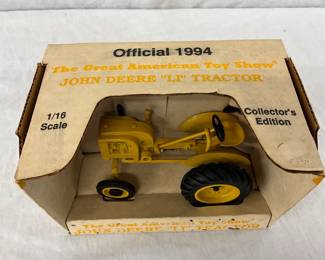 Official 1994
The Great American Toy Show
JOHN DEERE "LI" TRACTOR
1/16
Scale
Collector's
Edition
"The Great American Toy Show"
JOHN DEERE "LI" TRACTOR